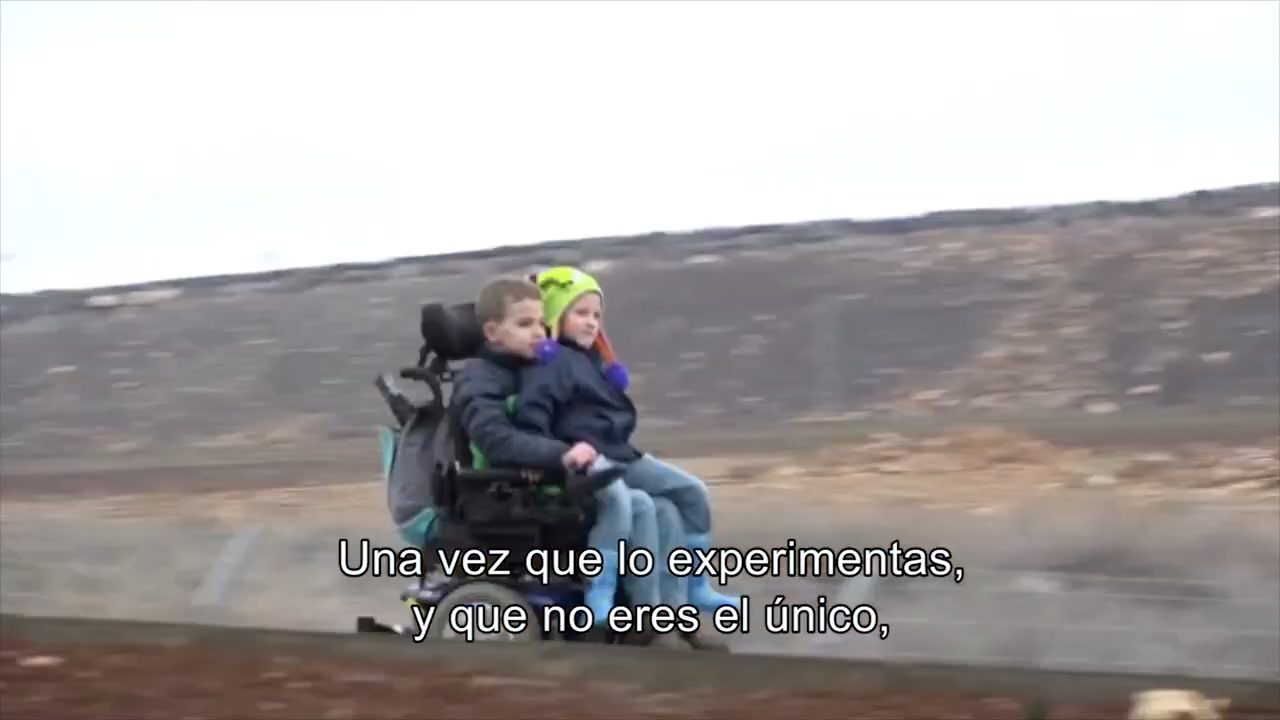 Una vez que lo experimentas,
y que no eres el único,